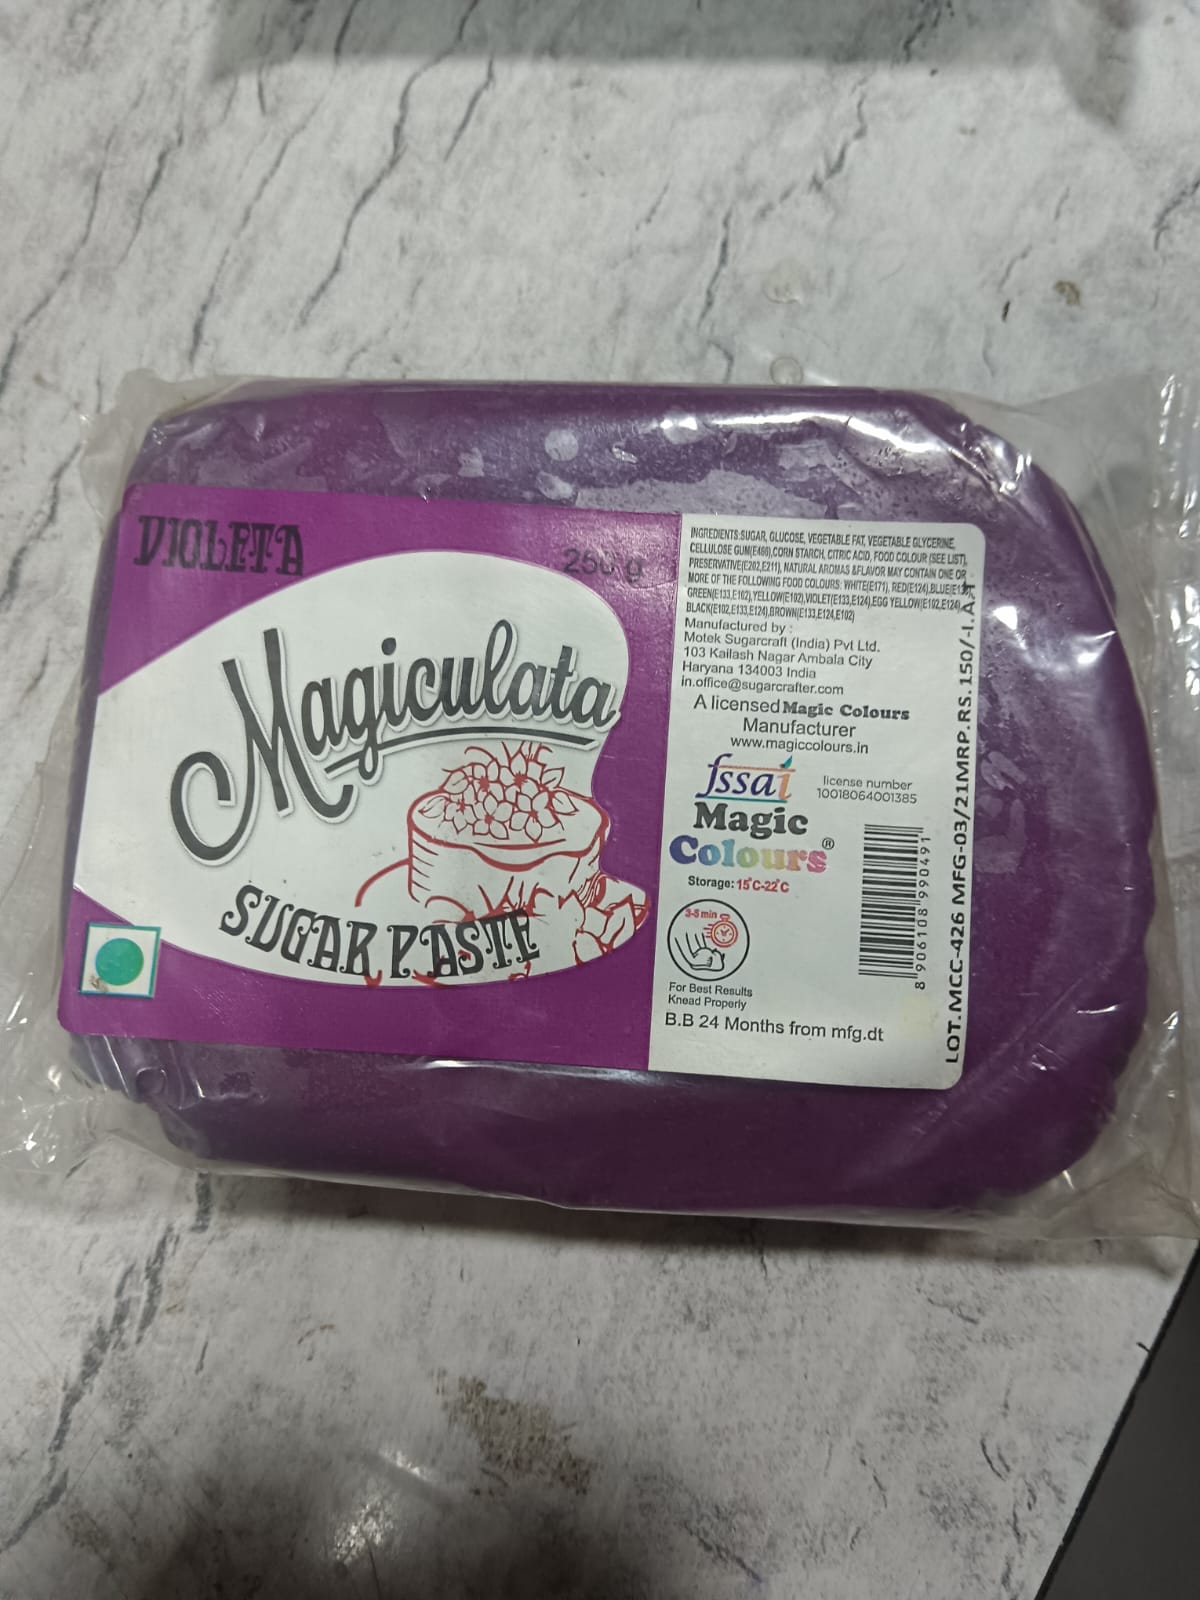 VIOLETA
250 g
Magiculata
SUGAR PASTE
INGREDIENTS:SUGAR, GLUCOSE, VEGETABLE FAT, VEGETABLE GLYCERINE,
CELLULOSE GUM(E466),CORN STARCH, CITRIC ACID, FOOD COLOUR (SEE LIST),
PRESERVATIVE(E202,E211), NATURAL AROMAS &FLAVOR MAY CONTAIN ONE OR
MORE OF THE FOLLOWING FOOD COLOURS: WHITE(E171), RED(E124),BLUE(E133),
GREEN(E133,E102),YELLOW(E102),VIOLET(E133,E124),EGG YELLOW(E102,E124),
BLACK(E102,E133,E124),BROWN(E133,E124,E102)
Manufactured by :
Motek Sugarcraft (India) Pvt Ltd.
103 Kailash Nagar Ambala City
Haryana 134003 India
in.office@sugarcrafter.com
A licensed Magic Colours
Manufacturer
www.magiccolours.in
fssai
license number
10018064001385
Magic
Colours®
Storage: 15°C-22°C
3-5 min
For Best Results
Knead Properly
B.B 24 Months from mfg.dt
8 906108 990491
LOT.MCC-426 MFG-03/21MRP.RS.150/-I.A.T